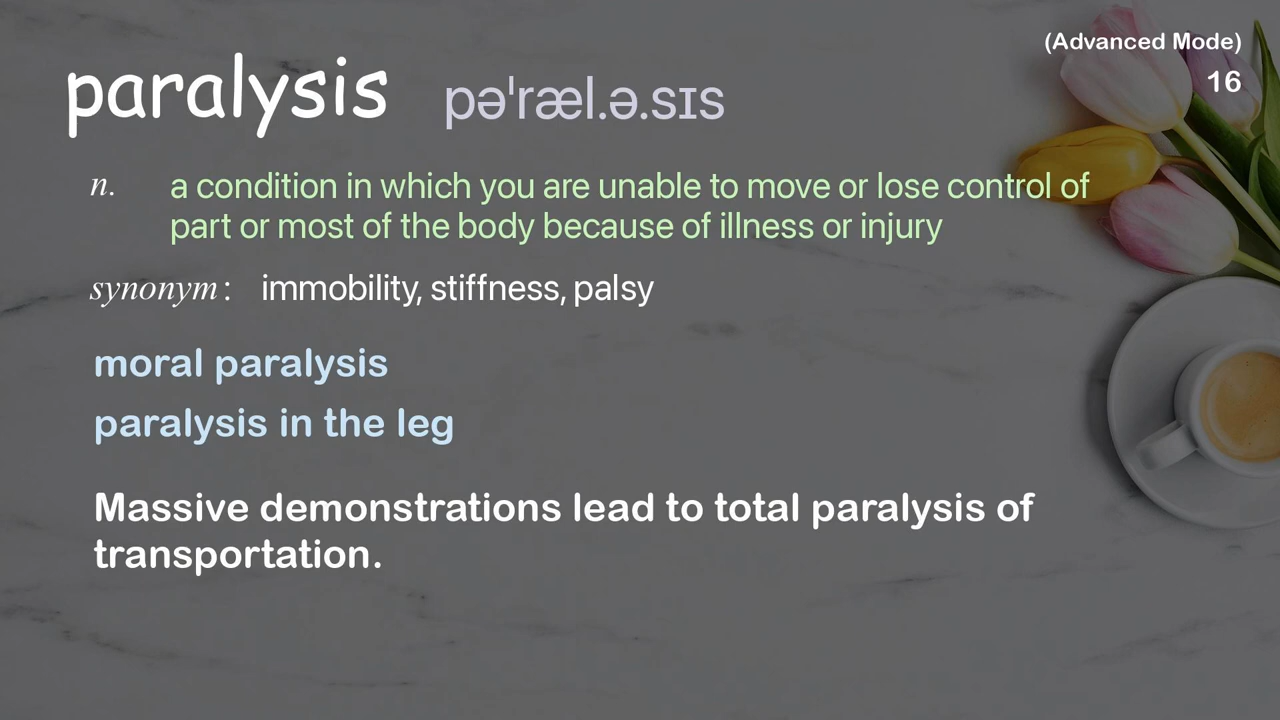 (Advanced Mode)
16
paralysis pəˈræl.ə.sɪs
n. a condition in which you are unable to move or lose control of
part or most of the body because of illness or injury
synonym : immobility, stiffness, palsy
moral paralysis
paralysis in the leg
Massive demonstrations lead to total paralysis of
transportation.